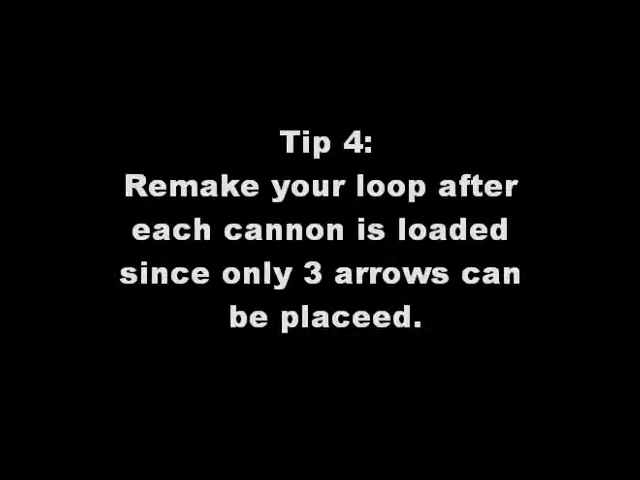 Tip 4:
Remake your loop after
each cannon is loaded
since only 3 arrows can
be placeed.